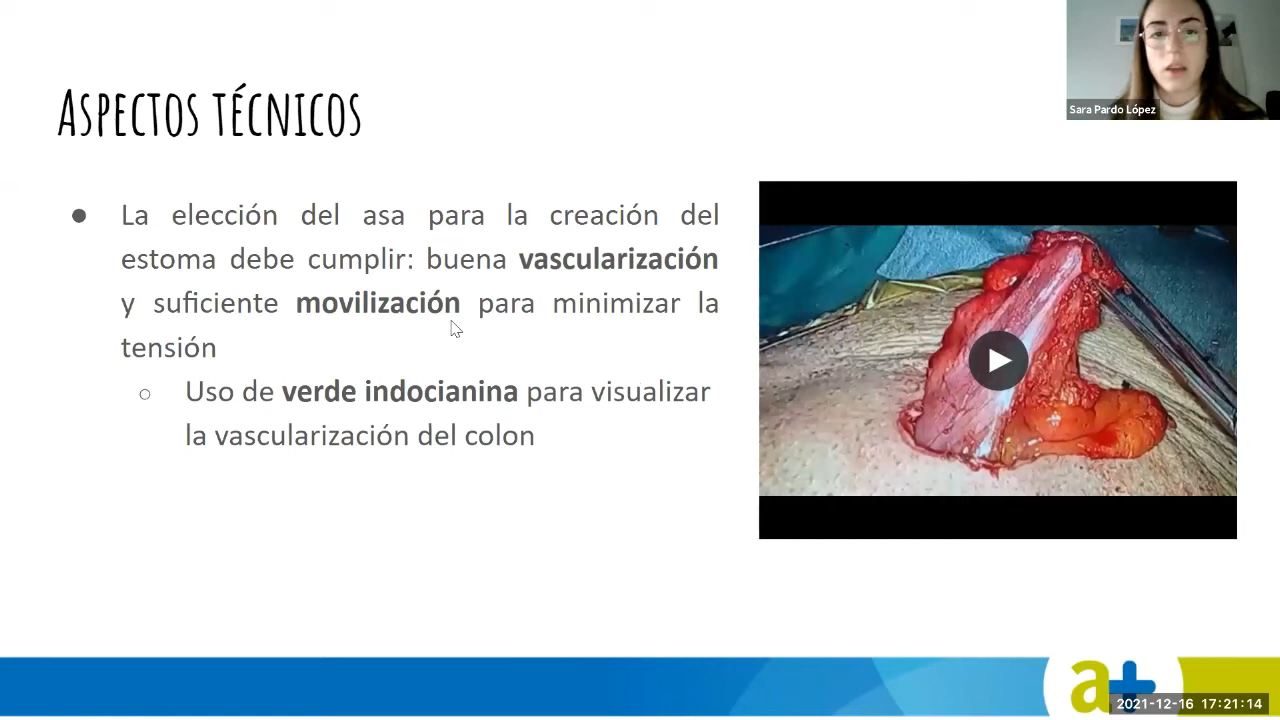 Sara Pardo López
ASPECTOS TÉCNICOS
● La elección del asa para la creación del
estoma debe cumplir: buena vascularización
y suficiente movilización para minimizar la
tensión
○ Uso de verde indocianina para visualizar
la vascularización del colon
a+
2021-12-16 17:21:14